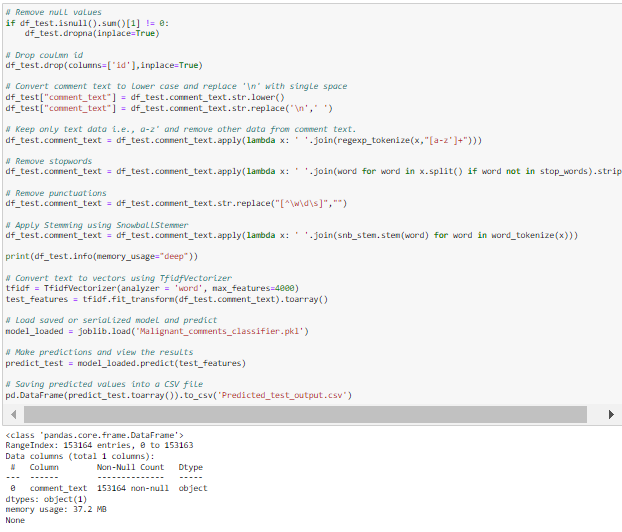 # Remove null values
if df_test.isnull().sum()[1] != 0:
    df_test.dropna(inplace=True)

# Drop coulmn id
df_test.drop(columns=['id'],inplace=True)

# Convert comment text to lower case and replace '\n' with single space
df_test["comment_text"] = df_test.comment_text.str.lower()
df_test["comment_text"] = df_test.comment_text.str.replace('\n',' ')

# Keep only text data i.e., a-z' and remove other data from comment text.
df_test.comment_text = df_test.comment_text.apply(lambda x: ' '.join(regexp_tokenize(x,"[a-z']+")))

# Remove stopwords
df_test.comment_text = df_test.comment_text.apply(lambda x: ' '.join(word for word in x.split() if word not in stop_words).strip

# Remove punctuations
df_test.comment_text = df_test.comment_text.str.replace("[^\w\d\s]","")

# Apply Stemming using SnowballStemmer
df_test.comment_text = df_test.comment_text.apply(lambda x: ' '.join(snb_stem.stem(word) for word in word_tokenize(x)))

print(df_test.info(memory_usage="deep"))

# Convert text to vectors using TfidfVectorizer
tfidf = TfidfVectorizer(analyzer = 'word', max_features=4000)
test_features = tfidf.fit_transform(df_test.comment_text).toarray()

# Load saved or serialized model and predict
model_loaded = joblib.load('Malignant_comments_classifier.pkl')

# Make predictions and view the results
predict_test = model_loaded.predict(test_features)

# Saving predicted values into a CSV file
pd.DataFrame(predict_test.toarray()).to_csv('Predicted_test_output.csv')

<class 'pandas.core.frame.DataFrame'>
RangeIndex: 153164 entries, 0 to 153163
Data columns (total 1 columns):
 #   Column        Non-Null Count   Dtype
---  ------        --------------   -----
 0   comment_text  153164 non-null  object
dtypes: object(1)
memory usage: 37.2 MB
None